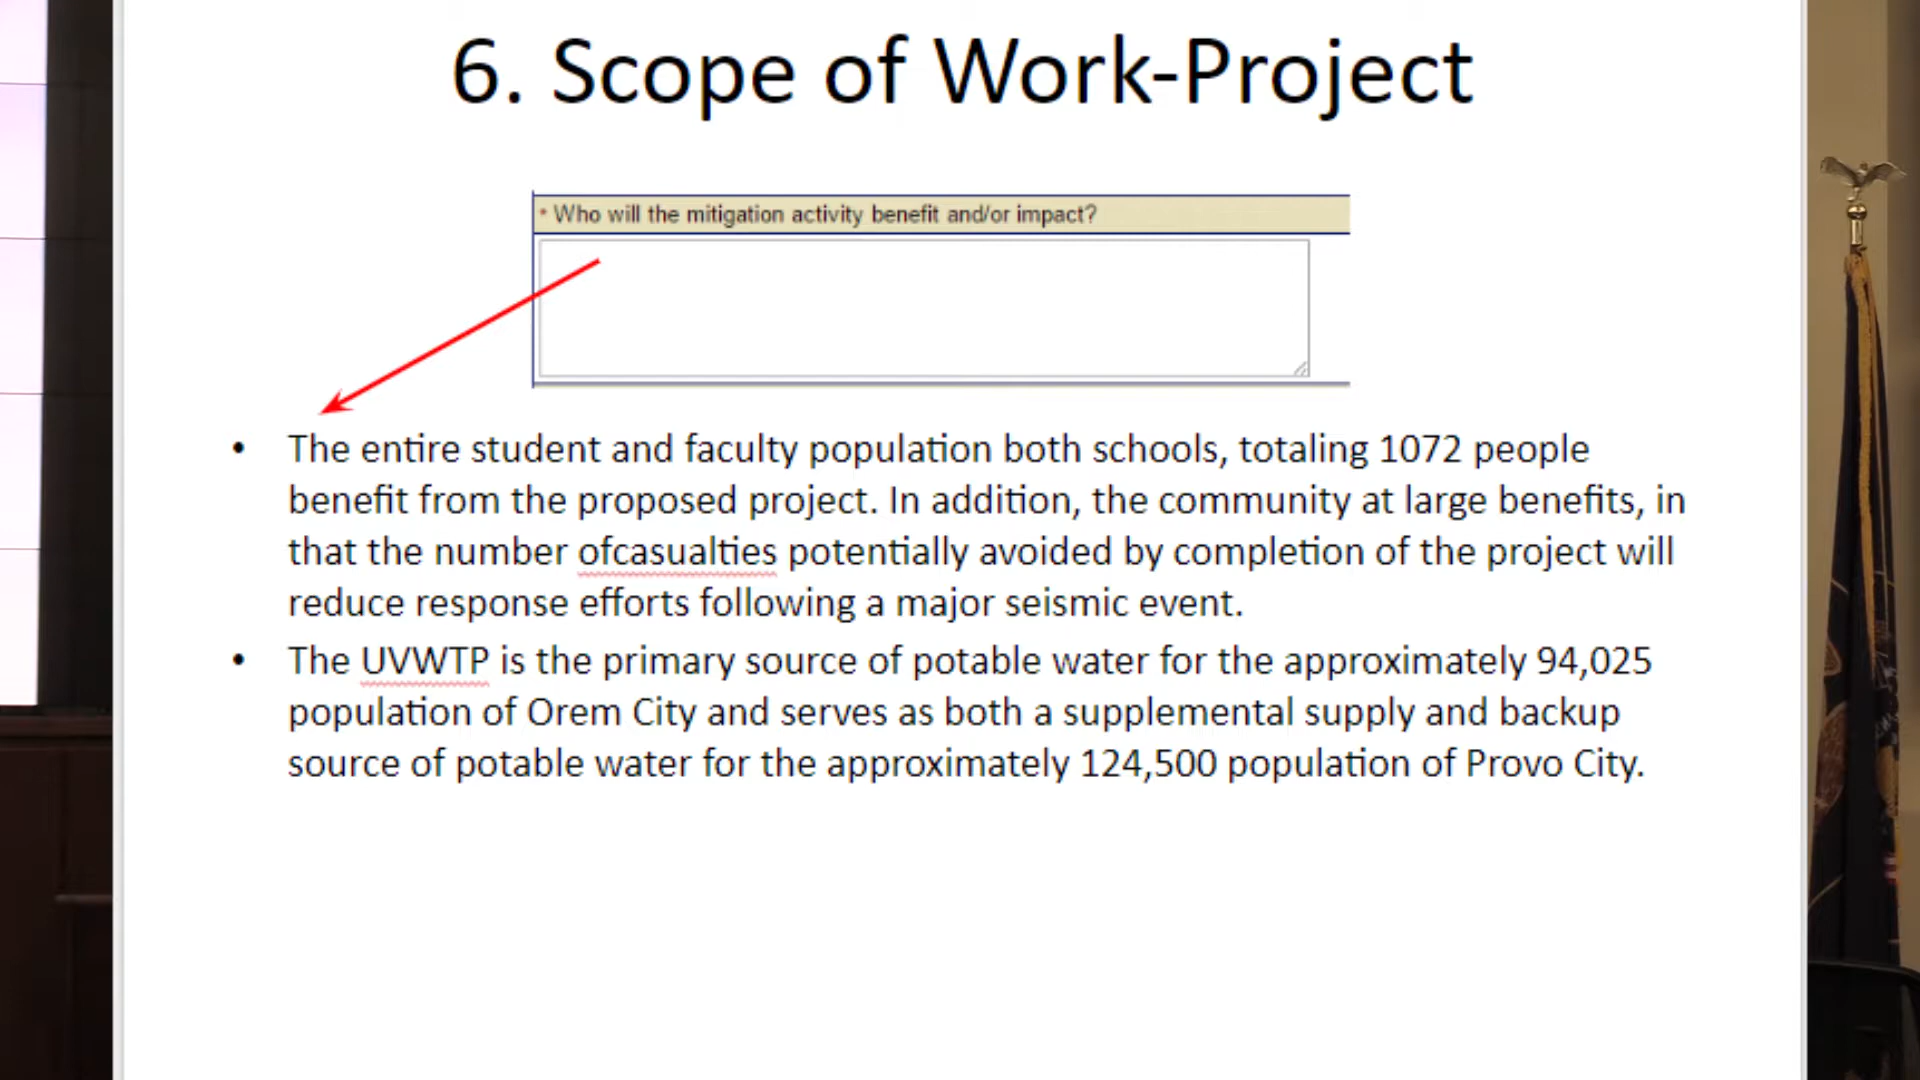 6. Scope of Work-Project
* Who will the mitigation activity benefit and/or impact?
• The entire student and faculty population both schools, totaling 1072 people
benefit from the proposed project. In addition, the community at large benefits, in
that the number ofcasualties potentially avoided by completion of the project will
reduce response efforts following a major seismic event.
• The UVWTP is the primary source of potable water for the approximately 94,025
population of Orem City and serves as both a supplemental supply and backup
source of potable water for the approximately 124,500 population of Provo City.